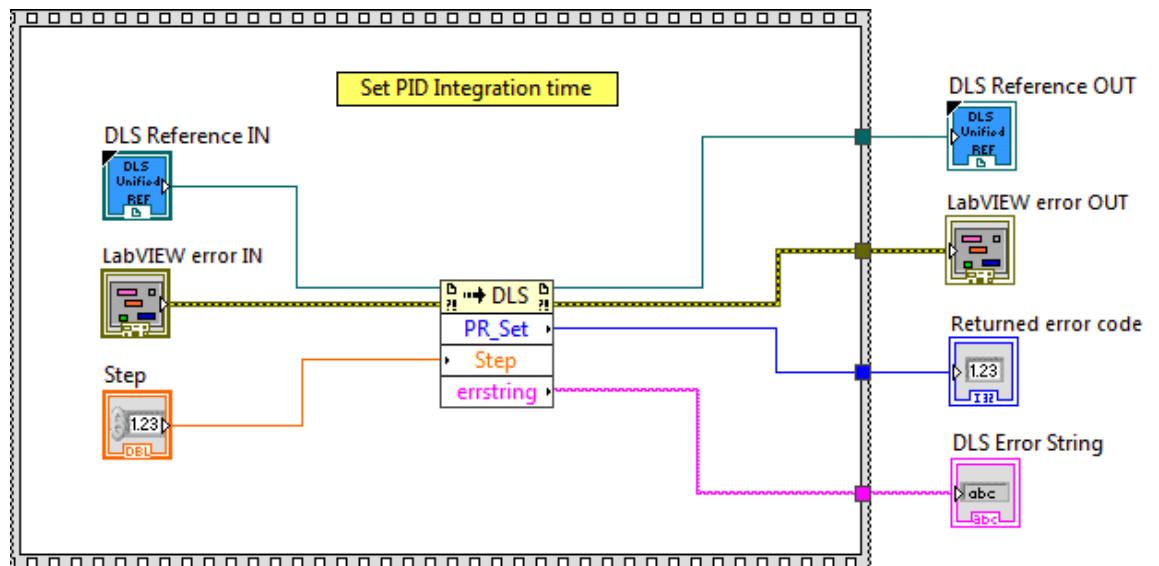 Set PID Integration time
DLS Reference IN
DLS
Unified
REF
LabVIEW error IN
Step
1.23
DBL
?! DLS ?!
PR_Set
Step
errstring
DLS Reference OUT
DLS
Unified
REF
LabVIEW error OUT
Returned error code
1.23
I32
DLS Error String
abc
abc